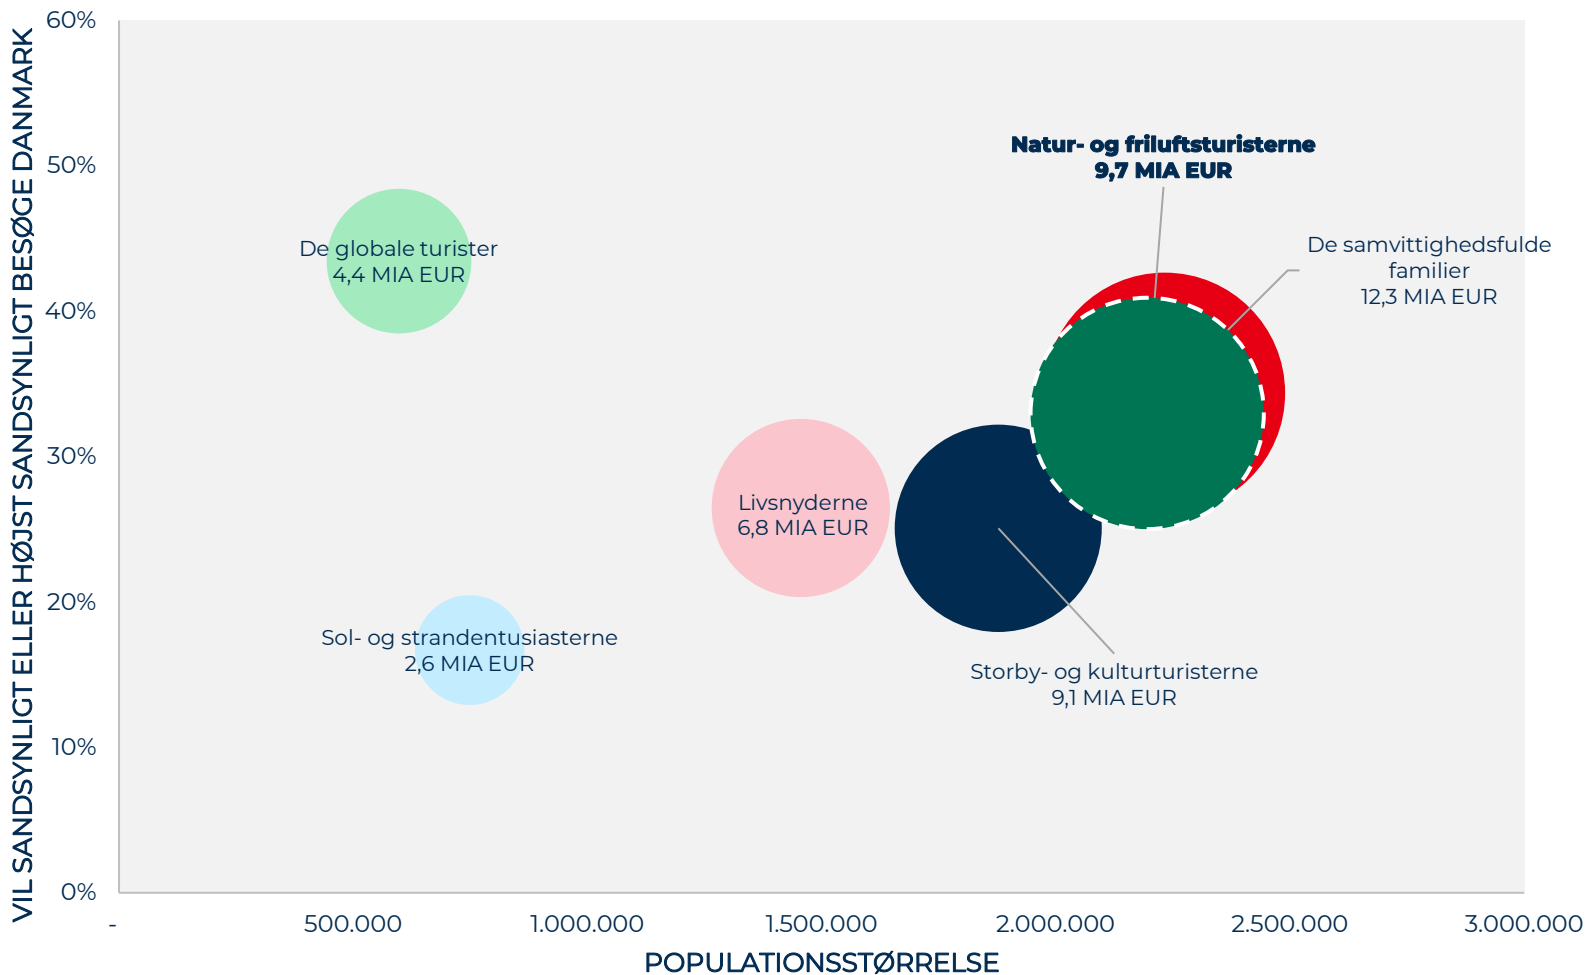 VIL SANDSYNLIGT ELLER HØJST SANDSYNLIGT BESØGE DANMARK
60%
50%
40%
30%
20%
10%
0%
Natur- og friluftsturisterne
9,7 MIA EUR
De samvittighedsfulde
familier
12,3 MIA EUR
De globale turister
4,4 MIA EUR
Livsnyderne
6,8 MIA EUR
Sol- og strandentusiasterne
2,6 MIA EUR
Storby- og kulturturisterne
9,1 MIA EUR
- 500.000 1.000.000 1.500.000 2.000.000 2.500.000 3.000.000
POPULATIONSSTØRRELSE